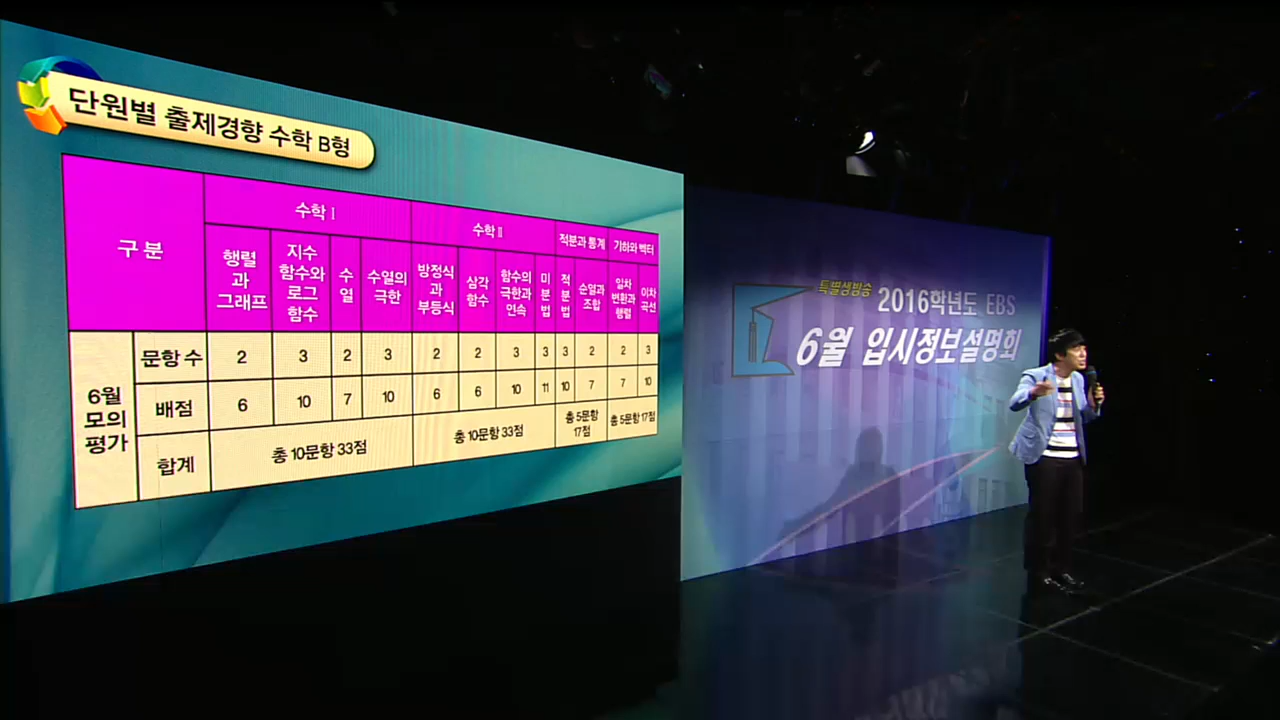 단원별 출제경향 수학 B형
구 분
수학 Ⅰ
수학 Ⅱ
적분과 통계
기하와 벡터
행렬
과
그래프
지수
함수와
로그
함수
수
열
수열의
극한
방정식
과
부등식
삼각
함수
함수의
극한과
연속
미
분
법
적
분
법
순열과
조합
일차
변환과
행렬
이차
곡선
6월
모의
평가
문항 수 2 3 2 3 2 2 3 3 3 2 2 3
배점 6 10 7 10 6 6 10 11 10 7 7 10
합계
총 10문항 33점
총 10문항 33점
총 5문항
17점
총 5문항 17점
특별생방송
2016학년도 EBS
6월 입시정보설명회